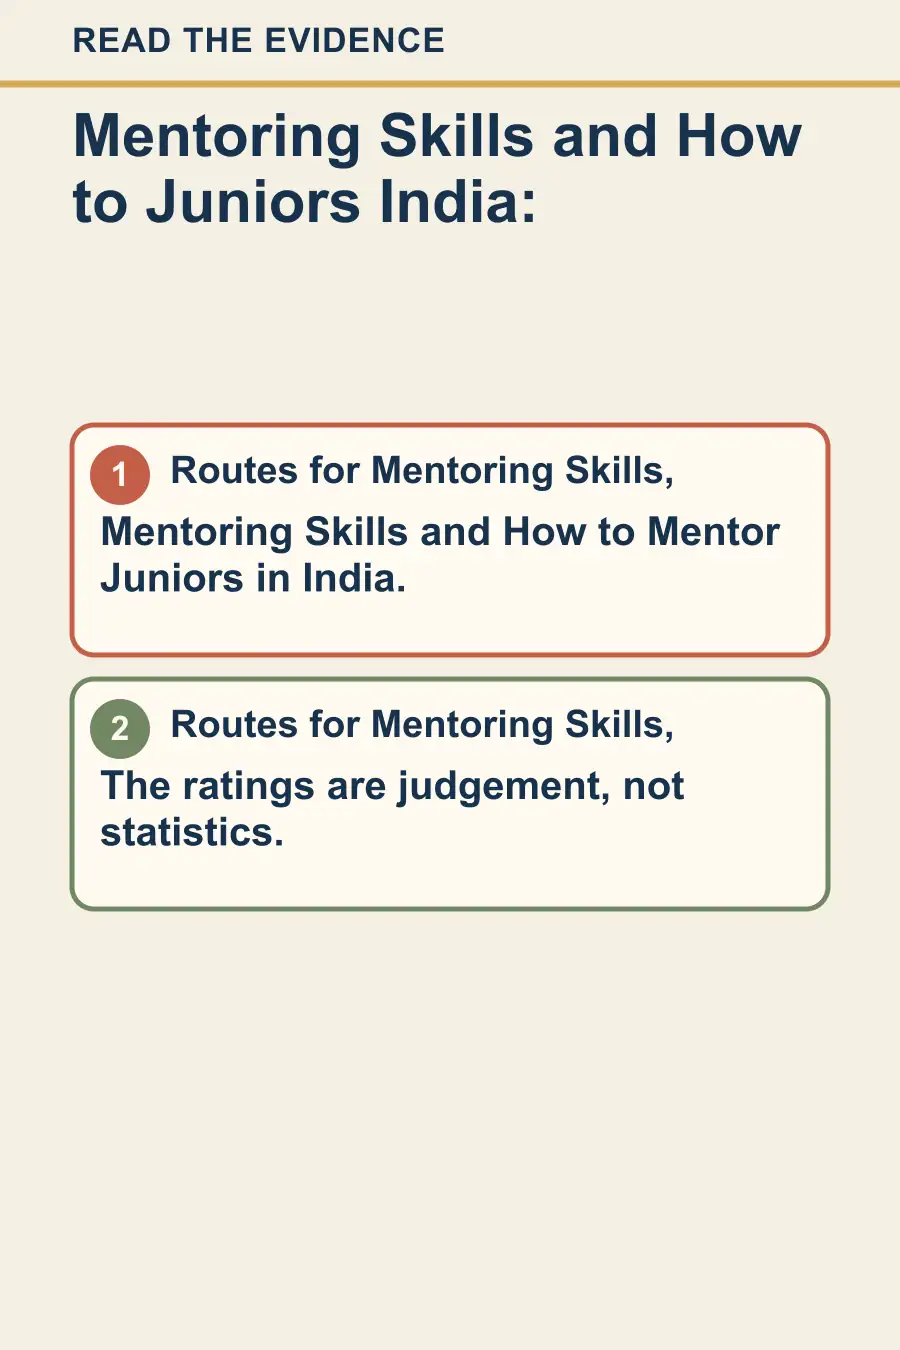 READ THE EVIDENCE
Mentoring Skills and How
to Juniors India:
1 Routes for Mentoring Skills,
Mentoring Skills and How to Mentor
Juniors in India.
2 Routes for Mentoring Skills,
The ratings are judgement, not
statistics.